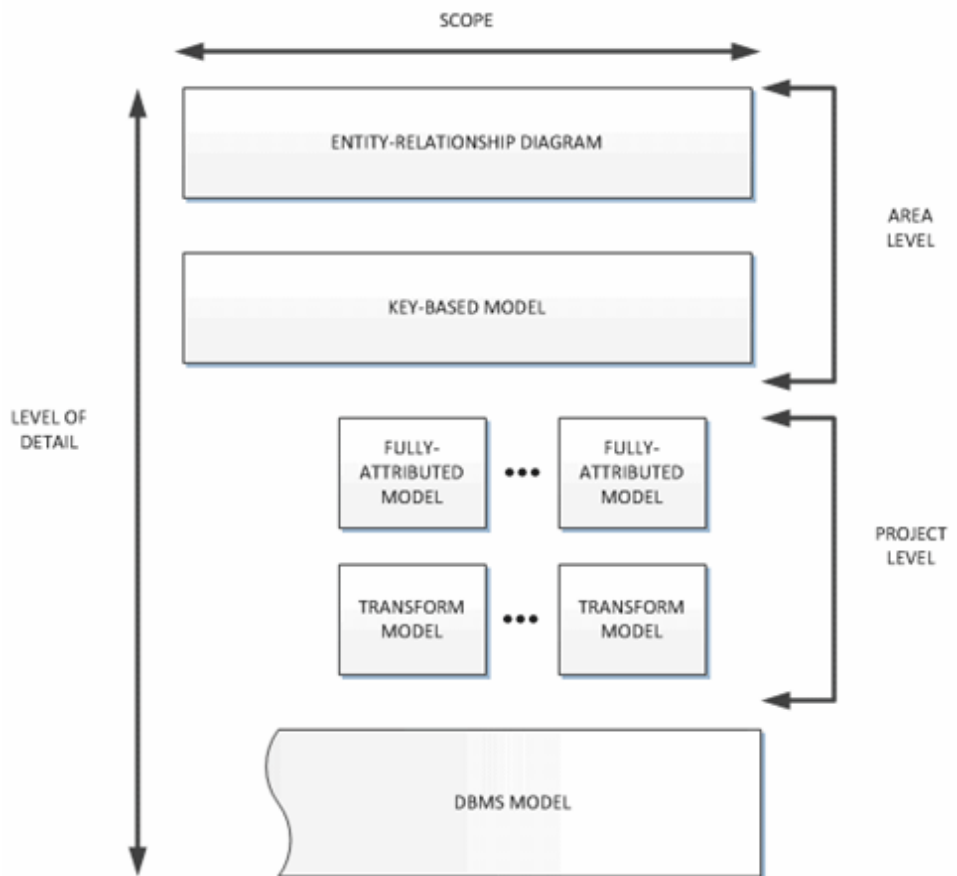 SCOPE
ENTITY-RELATIONSHIP DIAGRAM
AREA
LEVEL
KEY-BASED MODEL
LEVEL OF
DETAIL
FULLY-
ATTRIBUTED
MODEL
•••
FULLY-
ATTRIBUTED
MODEL
PROJECT
LEVEL
TRANSFORM
MODEL
•••
TRANSFORM
MODEL
DBMS MODEL